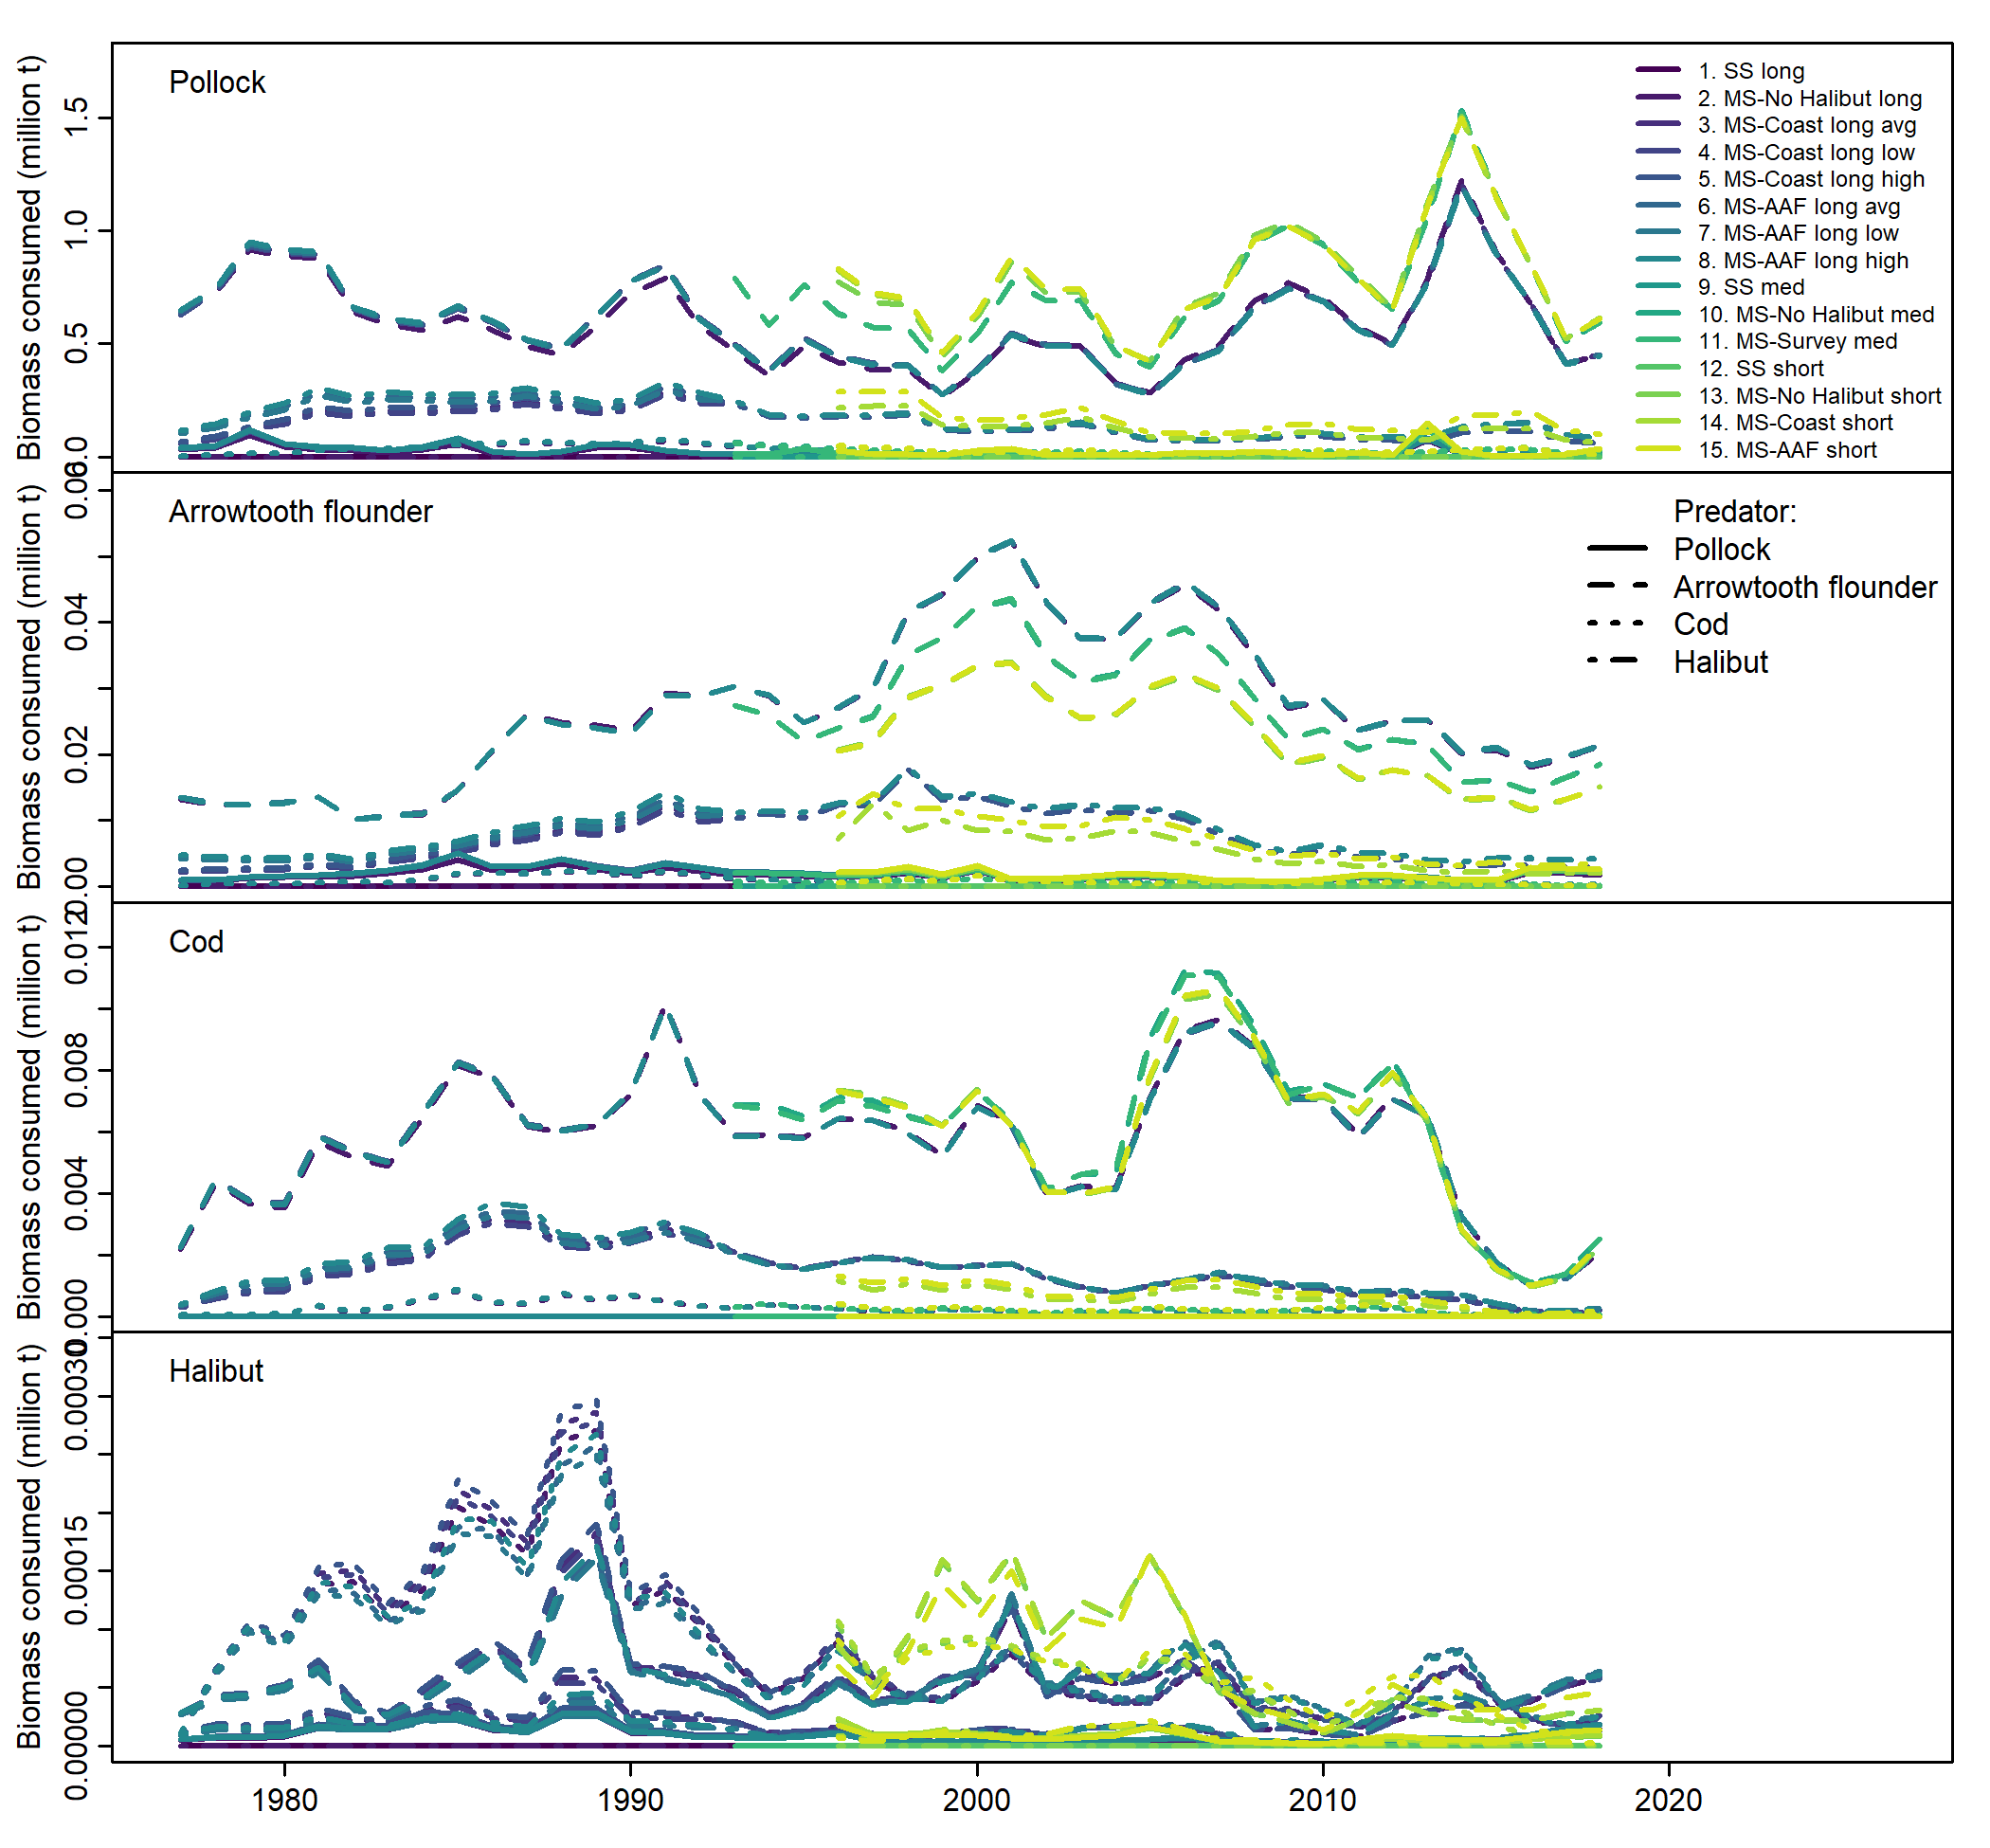 Pollock
Biomass consumed (million t)
0.0 0.5 1.0 1.5
1. SS long
2. MS-No Halibut long
3. MS-Coast long avg
4. MS-Coast long low
5. MS-Coast long high
6. MS-AAF long avg
7. MS-AAF long low
8. MS-AAF long high
9. SS med
10. MS-No Halibut med
11. MS-Survey med
12. SS short
13. MS-No Halibut short
14. MS-Coast short
15. MS-AAF short
Arrowtooth flounder
Biomass consumed (million t)
0.00 0.02 0.04 0.06
Predator:
Pollock
Arrowtooth flounder
Cod
Halibut
Cod
Biomass consumed (million t)
0.000 0.004 0.008 0.012
Halibut
Biomass consumed (million t)
0.00000 0.00015 0.00030
1980 1990 2000 2010 2020